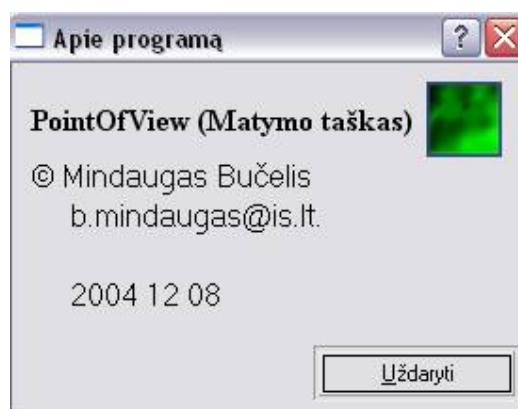 Apie programą
PointOfView (Matymo taškas)
© Mindaugas Bučelis
b.mindaugas@is.lt.
2004 12 08
Uždaryti